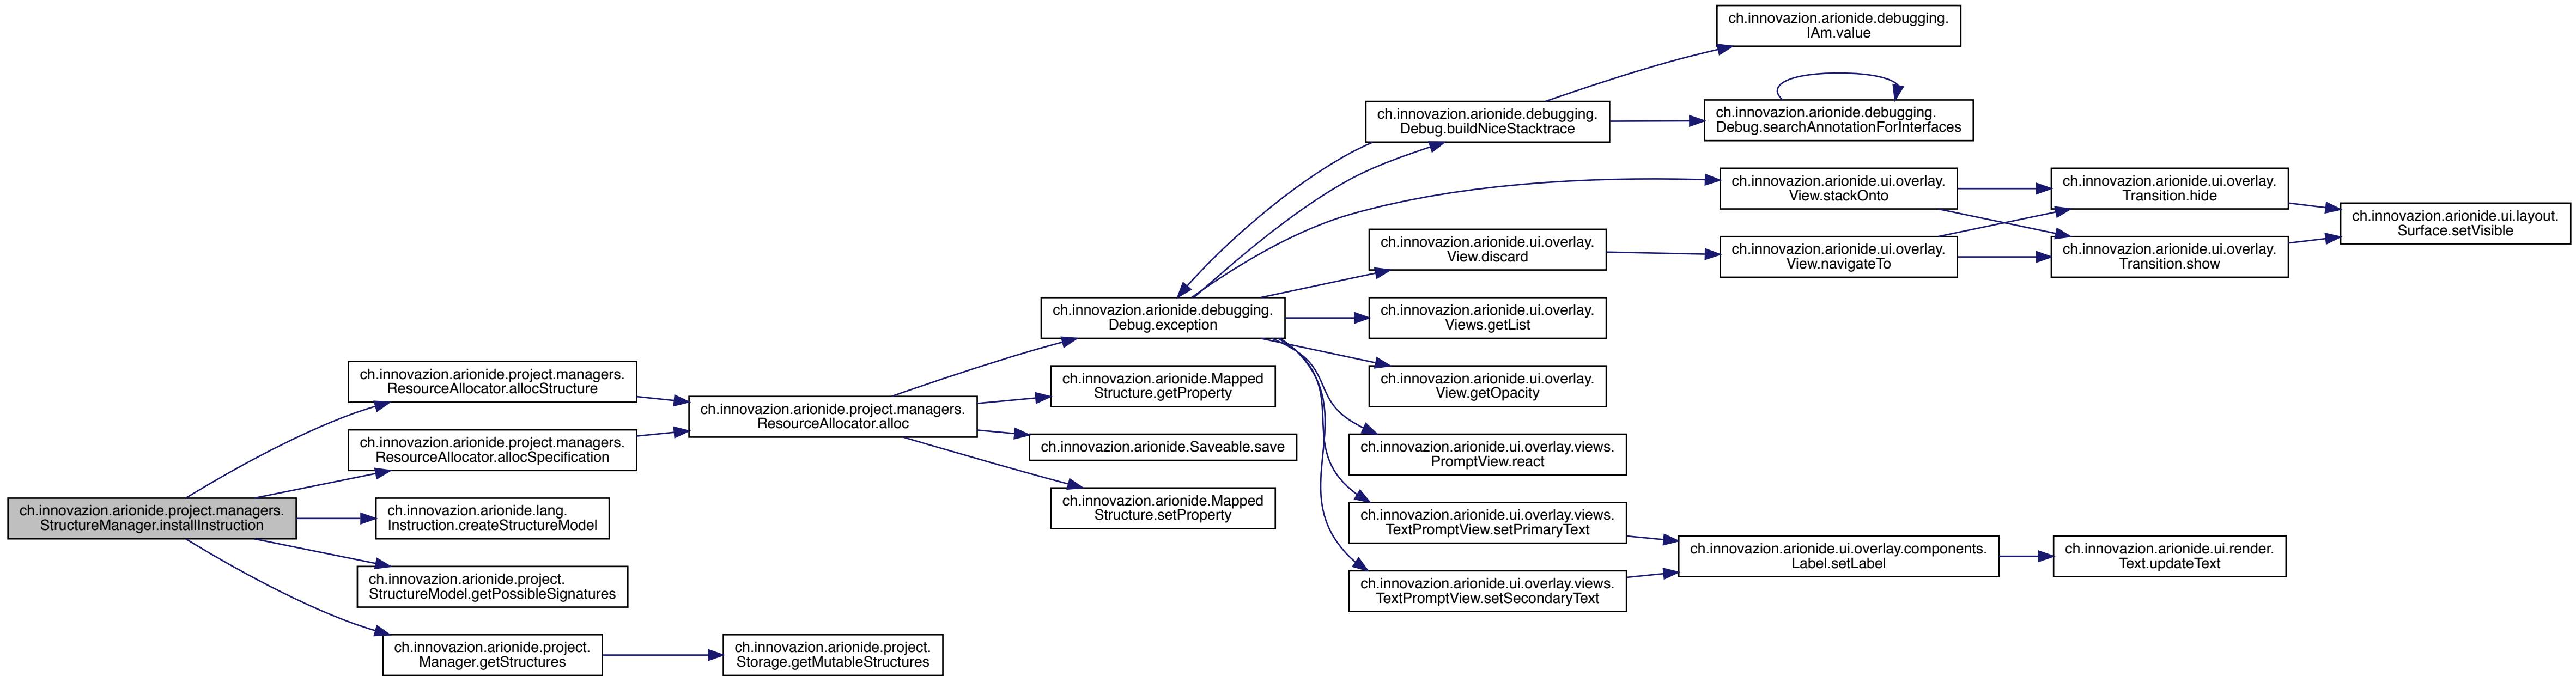 ch.innovazion.arionide.project.managers.
StructureManager.installInstruction
ch.innovazion.arionide.project.managers.
ResourceAllocator.allocStructure
ch.innovazion.arionide.project.managers.
ResourceAllocator.allocSpecification
ch.innovazion.arionide.lang.
Instruction.createStructureModel
ch.innovazion.arionide.project.
StructureModel.getPossibleSignatures
ch.innovazion.arionide.project.
Manager.getStructures
ch.innovazion.arionide.project.
Storage.getMutableStructures
ch.innovazion.arionide.project.managers.
ResourceAllocator.alloc
ch.innovazion.arionide.debugging.
Debug.exception
ch.innovazion.arionide.Mapped
Structure.getProperty
ch.innovazion.arionide.Saveable.save
ch.innovazion.arionide.Mapped
Structure.setProperty
ch.innovazion.arionide.debugging.
Debug.buildNiceStacktrace
ch.innovazion.arionide.ui.overlay.
View.discard
ch.innovazion.arionide.ui.overlay.
Views.getList
ch.innovazion.arionide.ui.overlay.
View.getOpacity
ch.innovazion.arionide.ui.overlay.views.
PromptView.react
ch.innovazion.arionide.ui.overlay.views.
TextPromptView.setPrimaryText
ch.innovazion.arionide.ui.overlay.views.
TextPromptView.setSecondaryText
ch.innovazion.arionide.debugging.
IAm.value
ch.innovazion.arionide.debugging.
Debug.searchAnnotationForInterfaces
ch.innovazion.arionide.ui.overlay.
View.stackOnto
ch.innovazion.arionide.ui.overlay.
View.navigateTo
ch.innovazion.arionide.ui.overlay.components.
Label.setLabel
ch.innovazion.arionide.ui.overlay.
Transition.hide
ch.innovazion.arionide.ui.overlay.
Transition.show
ch.innovazion.arionide.ui.render.
Text.updateText
ch.innovazion.arionide.ui.layout.
Surface.setVisible